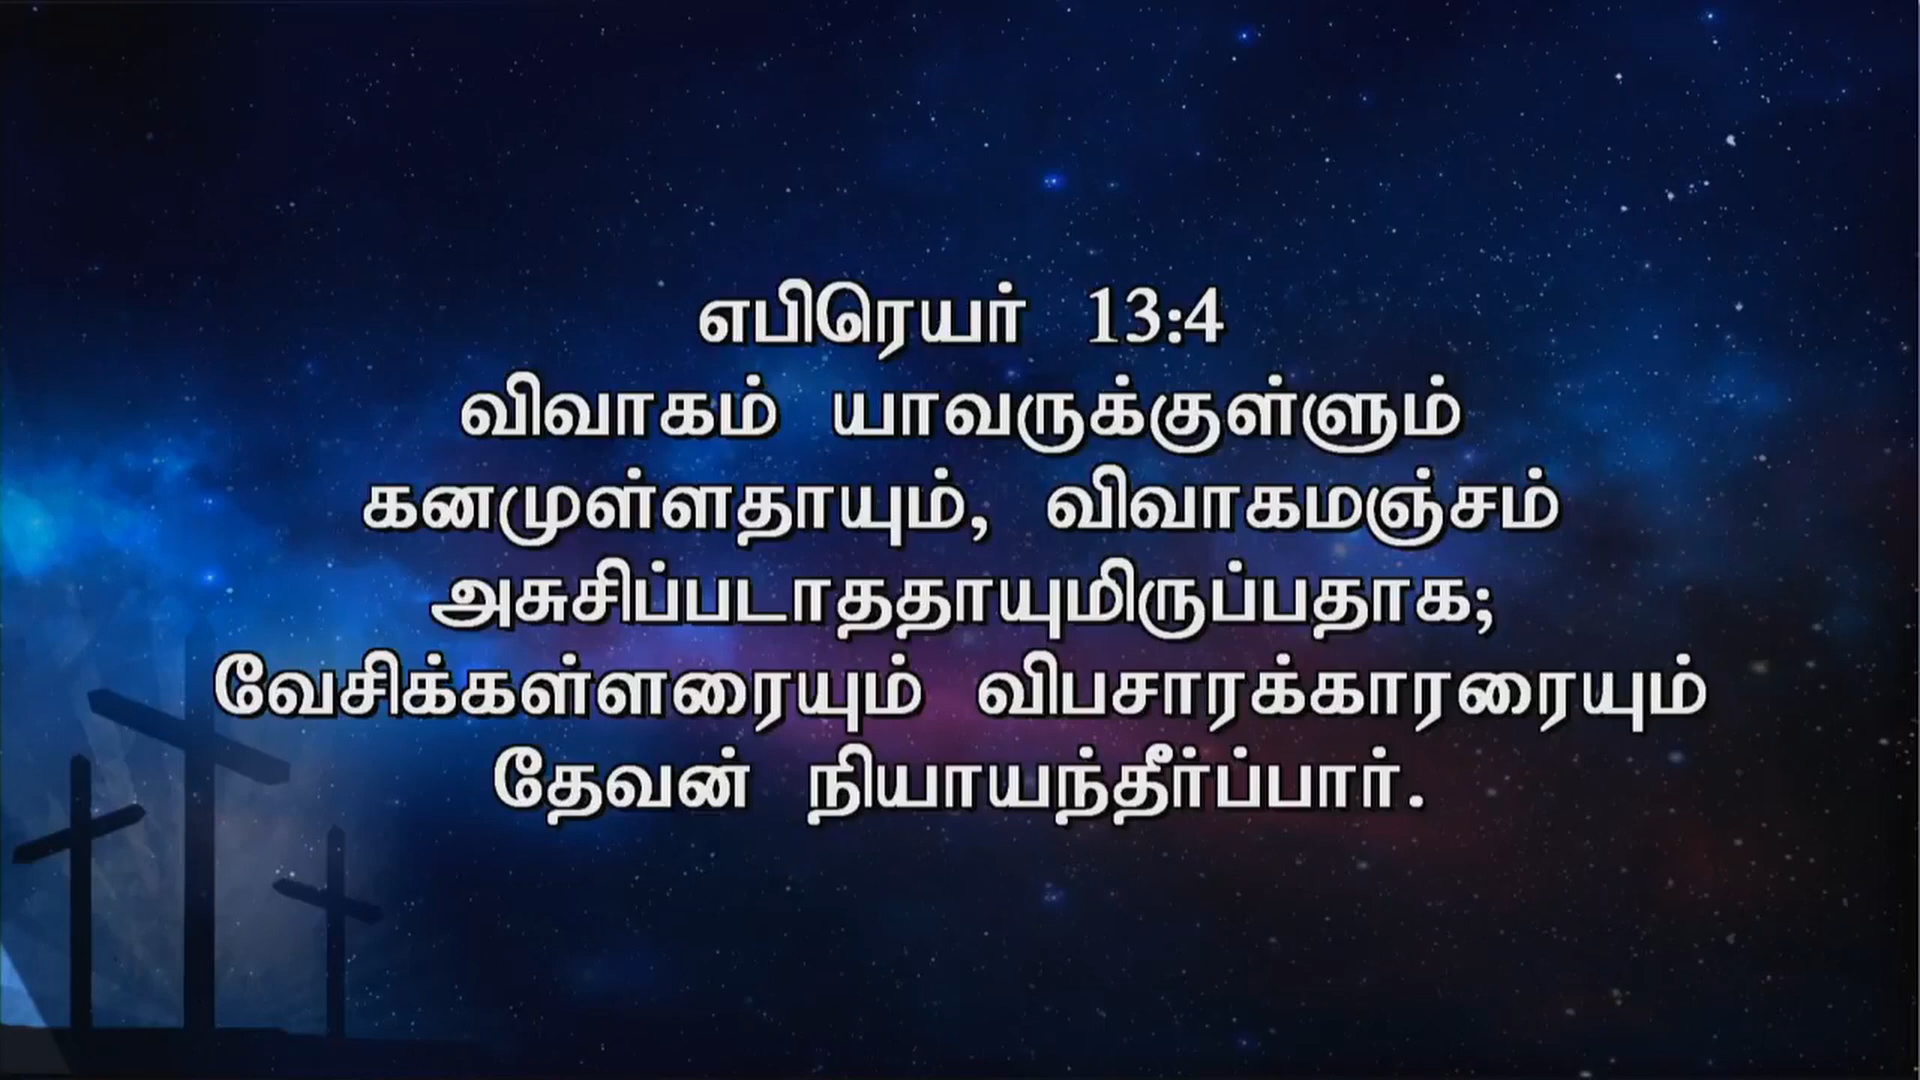 எபிரெயர் 13:4
விவாகம் யாவருக்குள்ளும்
கனமுள்ளதாயும், விவாகமஞ்சம்
அசுசிப்படாததாயுமிருப்பதாக;
வேசிக்கள்ளரையும் விபசாரக்காரரையும்
தேவன் நியாயந்தீர்ப்பார்.